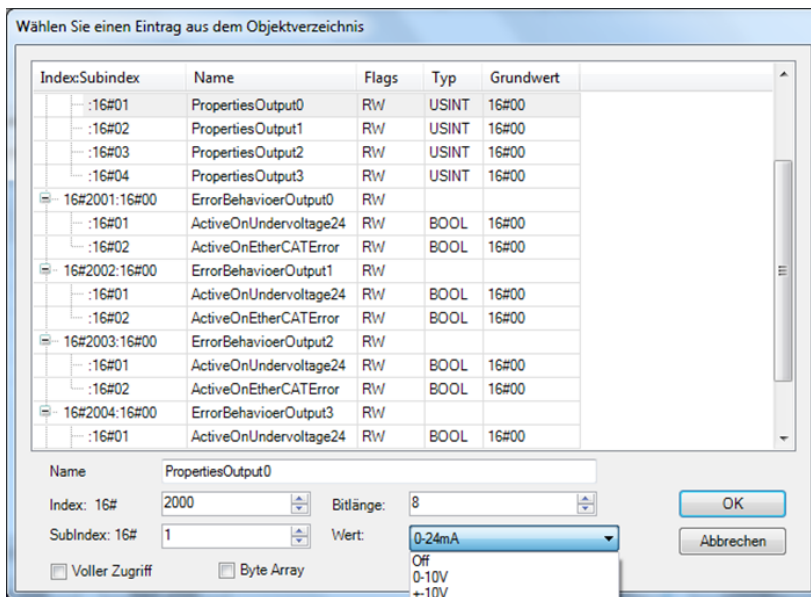 Wählen Sie einen Eintrag aus dem Objektverzeichnis
Index:Subindex Name Flags Typ Grundwert
:16#01 PropertiesOutput0 RW USINT 16#00
:16#02 PropertiesOutput1 RW USINT 16#00
:16#03 PropertiesOutput2 RW USINT 16#00
:16#04 PropertiesOutput3 RW USINT 16#00
16#2001:16#00 ErrorBehavioerOutput0 RW
:16#01 ActiveOnUndervoltage24 RW BOOL 16#00
:16#02 ActiveOnEtherCATError RW BOOL 16#00
16#2002:16#00 ErrorBehavioerOutput1 RW
:16#01 ActiveOnUndervoltage24 RW BOOL 16#00
:16#02 ActiveOnEtherCATError RW BOOL 16#00
16#2003:16#00 ErrorBehavioerOutput2 RW
:16#01 ActiveOnUndervoltage24 RW BOOL 16#00
:16#02 ActiveOnEtherCATError RW BOOL 16#00
16#2004:16#00 ErrorBehavioerOutput3 RW
:16#01 ActiveOnUndervoltage24 RW BOOL 16#00
Name PropertiesOutput0
Index: 16# 2000 Bitlänge: 8 OK
SubIndex: 16# 1 Wert: 0-24mA Abbrechen
Voller Zugriff Byte Array Off
0-10V
+-10V